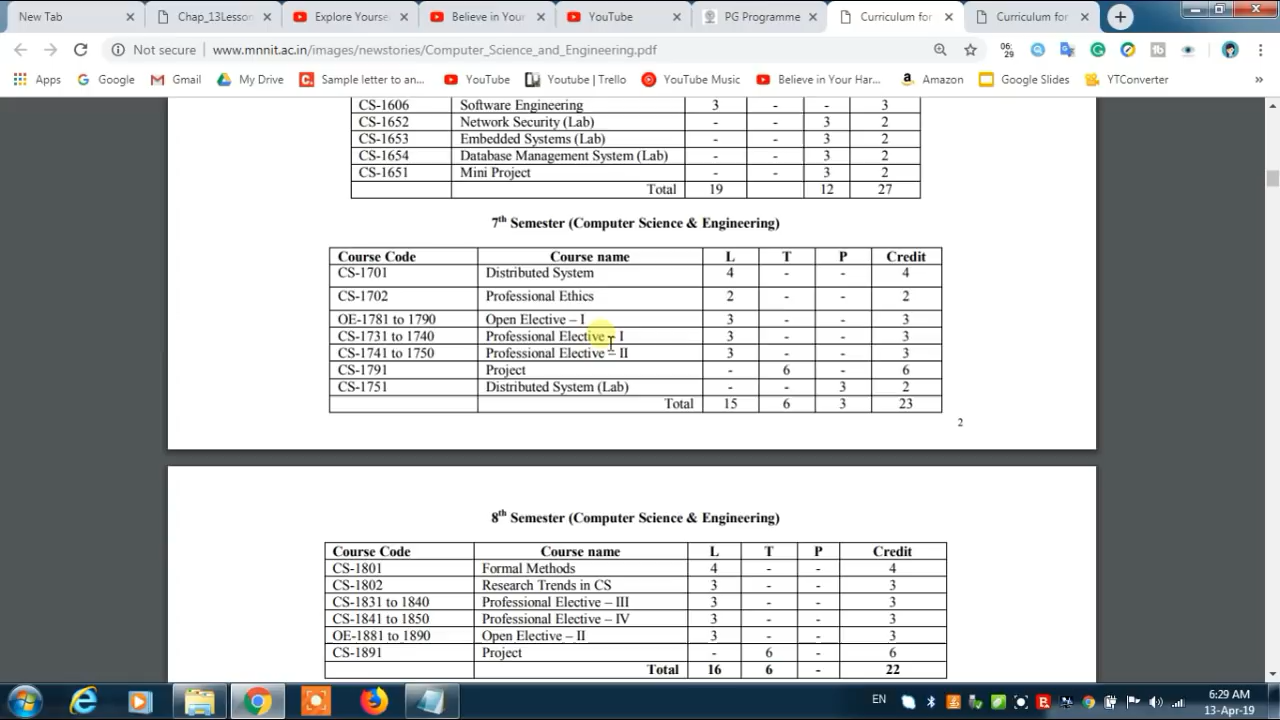 New Tab
Chap_13Lesson
Explore Yourse
Believe in Your
YouTube
PG Programme
Curriculum for
Curriculum for
Not secure | www.mnnit.ac.in/images/newstories/Computer_Science_and_Engineering.pdf
06:
29
Apps
Google
Gmail
My Drive
Sample letter to an...
YouTube
Youtube | Trello
YouTube Music
Believe in Your Har...
Amazon
Google Slides
YTConverter
»
CS-1606 Software Engineering 3 - - 3
CS-1652 Network Security (Lab) - - 3 2
CS-1653 Embedded Systems (Lab) - - 3 2
CS-1654 Database Management System (Lab) - - 3 2
CS-1651 Mini Project - - 3 2
Total 19 12 27
7th Semester (Computer Science & Engineering)
Course Code Course name L T P Credit
CS-1701 Distributed System 4 - - 4
CS-1702 Professional Ethics 2 - - 2
OE-1781 to 1790 Open Elective – I 3 - - 3
CS-1731 to 1740 Professional Elective – I 3 - - 3
CS-1741 to 1750 Professional Elective – II 3 - - 3
CS-1791 Project - 6 - 6
CS-1751 Distributed System (Lab) - - 3 2
Total 15 6 3 23
2
8th Semester (Computer Science & Engineering)
Course Code Course name L T P Credit
CS-1801 Formal Methods 4 - - 4
CS-1802 Research Trends in CS 3 - - 3
CS-1831 to 1840 Professional Elective – III 3 - - 3
CS-1841 to 1850 Professional Elective – IV 3 - - 3
OE-1881 to 1890 Open Elective – II 3 - - 3
CS-1891 Project - 6 - 6
Total 16 6 - 22
EN
6:29 AM
13-Apr-19